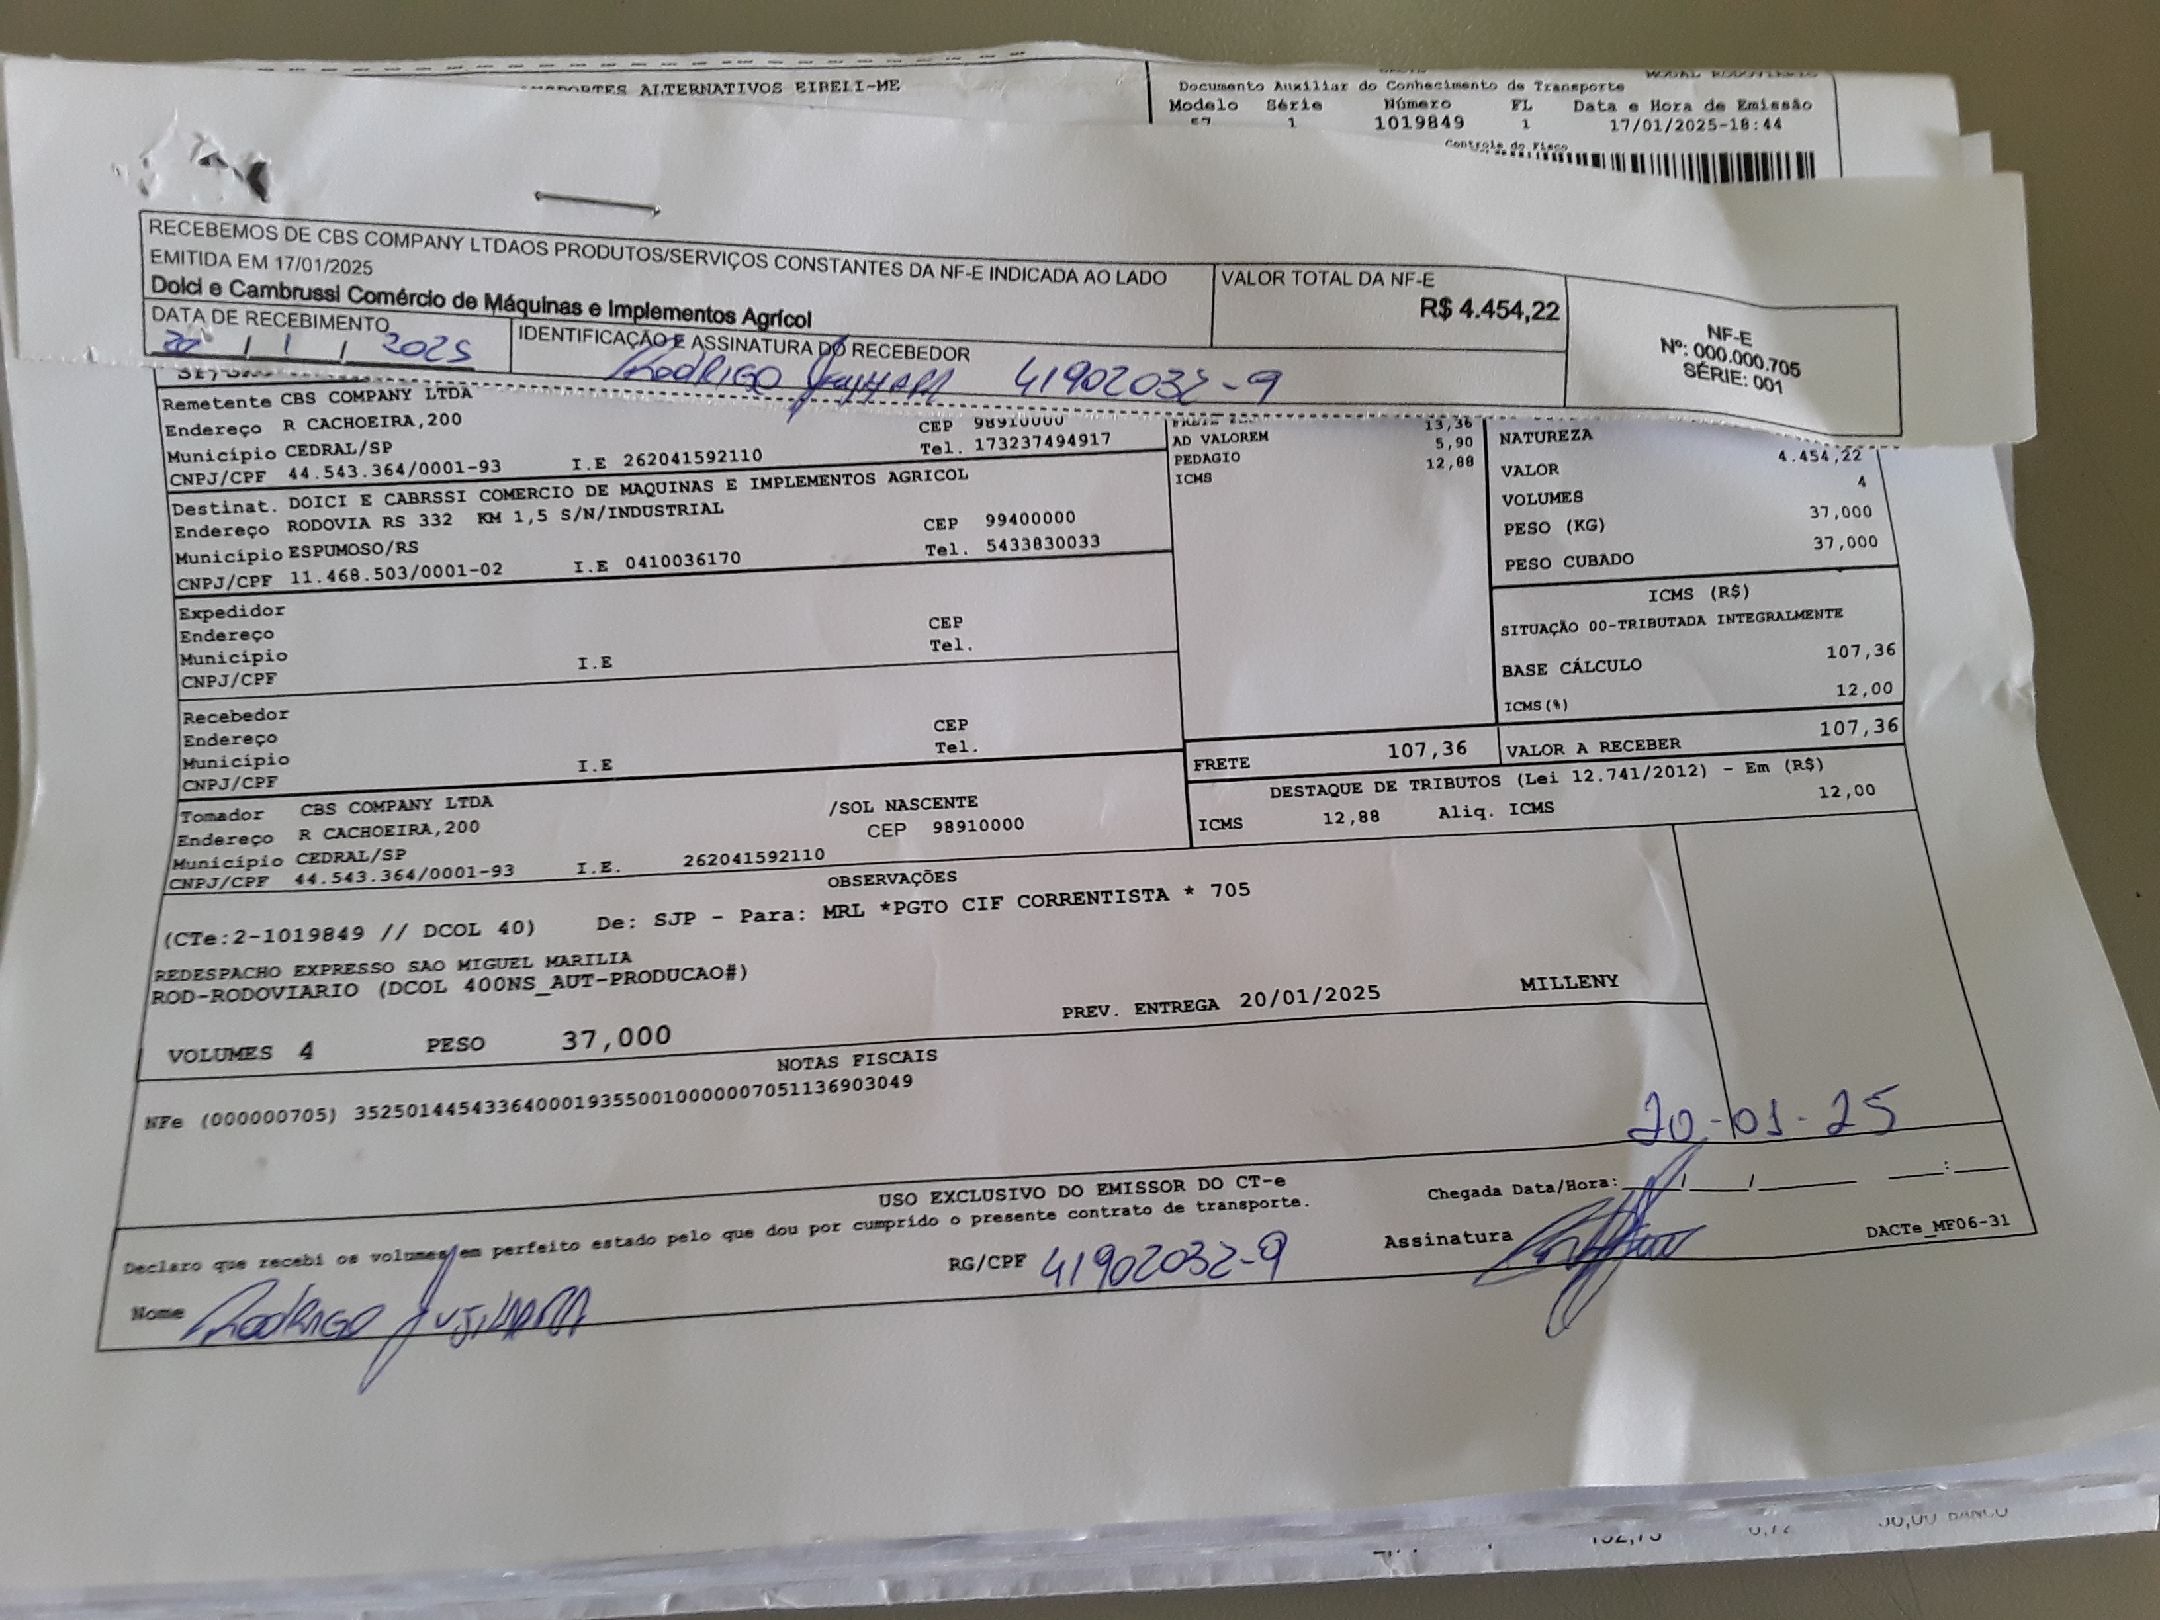 ALTERNATIVOS EIRELI-ME
Documento Auxiliar do Conhecimento de Transporte
Modelo Série Número FL Data e Hora de Emissão
57 1 1019849 1 17/01/2025-18:44
Controle do Fisco
RECEBEMOS DE CBS COMPANY LTDAOS PRODUTOS/SERVIÇOS CONSTANTES DA NF-E INDICADA AO LADO
EMITIDA EM 17/01/2025
Dolci e Cambrussi Comércio de Máquinas e Implementos Agrícol
VALOR TOTAL DA NF-E
R$ 4.454,22
NF-E
Nº: 000.000.705
SÉRIE: 001
DATA DE RECEBIMENTO
20 / 1 / 2025
IDENTIFICAÇÃO E ASSINATURA DO RECEBEDOR
Rodrigo Jujihara 41902032-9
Remetente CBS COMPANY LTDA
Endereço R CACHOEIRA,200 CEP 98910000
Município CEDRAL/SP Tel. 173237494917
CNPJ/CPF 44.543.364/0001-93 I.E 262041592110
Destinat. DOICI E CABRSSI COMERCIO DE MAQUINAS E IMPLEMENTOS AGRICOL
Endereço RODOVIA RS 332 KM 1,5 S/N/INDUSTRIAL CEP 99400000
Município ESPUMOSO/RS Tel. 5433830033
CNPJ/CPF 11.468.503/0001-02 I.E 0410036170
Expedidor
Endereço CEP
Município Tel.
CNPJ/CPF I.E
Recebedor
Endereço CEP
Município Tel.
CNPJ/CPF I.E
Tomador CBS COMPANY LTDA /SOL NASCENTE
Endereço R CACHOEIRA,200 CEP 98910000
Município CEDRAL/SP
CNPJ/CPF 44.543.364/0001-93 I.E. 262041592110
13,36
AD VALOREM 5,90
PEDAGIO 12,88
ICMS
NATUREZA
VALOR 4.454,22
VOLUMES 4
PESO (KG) 37,000
PESO CUBADO 37,000
ICMS (R$)
SITUAÇÃO 00-TRIBUTADA INTEGRALMENTE
BASE CÁLCULO 107,36
ICMS(%) 12,00
FRETE 107,36 VALOR A RECEBER 107,36
DESTAQUE DE TRIBUTOS (Lei 12.741/2012) - Em (R$)
ICMS 12,88 Aliq. ICMS 12,00
OBSERVAÇÕES
(CTe:2-1019849 // DCOL 40) De: SJP - Para: MRL *PGTO CIF CORRENTISTA * 705
REDESPACHO EXPRESSO SAO MIGUEL MARILIA
ROD-RODOVIARIO (DCOL 400NS_AUT-PRODUCAO#)
VOLUMES 4 PESO 37,000 PREV. ENTREGA 20/01/2025 MILLENY
NOTAS FISCAIS
NFe (000000705) 35250144543364000193550010000007051136903049
20-01-25
USO EXCLUSIVO DO EMISSOR DO CT-e
Declaro que recebi os volumes em perfeito estado pelo que dou por cumprido o presente contrato de transporte.
Chegada Data/Hora: / / :
Nome Rodrigo Jujihara RG/CPF 41902032-9 Assinatura
DACTe_MF06-31